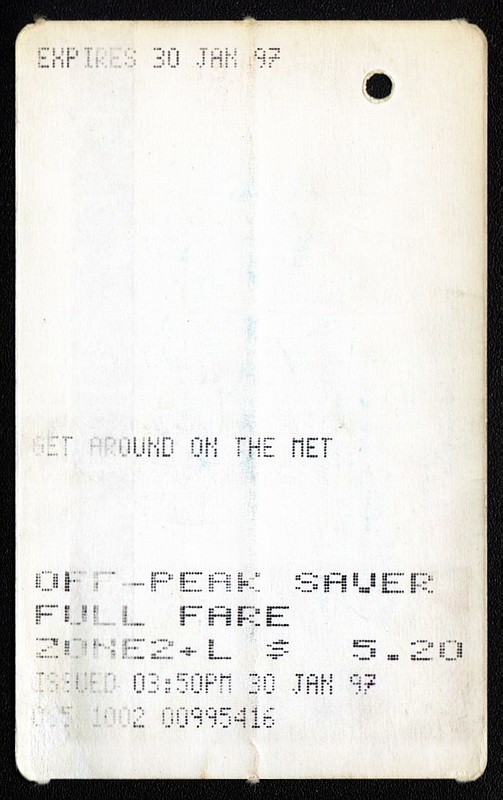 EXPIRES 30 JAN 97
GET AROUND ON THE MET
OFF-PEAK SAVER
FULL FARE
ZONE2+L $ 5.20
ISSUED 03:50PM 30 JAN 97
1002 00995416